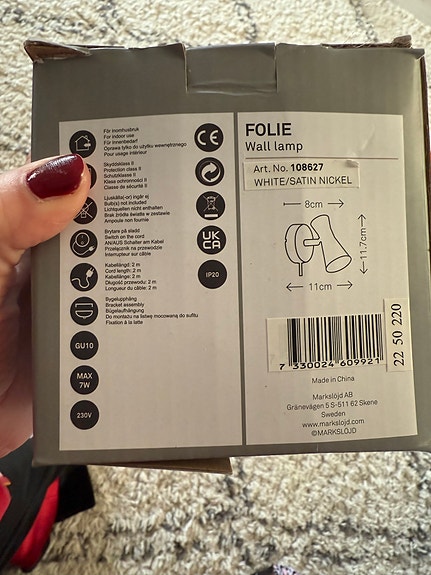 För inomhusbruk
For indoor use
Für innenbedarf
Oprawa tylko do użytku wewnętrznego
Pour usage intérieur
Skyddsklass II
Protection class II
Schutzklasse II
Klasa ochronności II
Classe de sécurité II
Ljuskälla(or) ingår ej
Bulb(s)not included
Lichtquellen nicht enthalten
Brak źródła światła w zestawie
Ampoule non fournie
Brytare på sladd
Switch on the cord
AN/AUS Schalter am Kabel
Przełącznik na przewodzie
Interrupteur sur câble
Kabellängd: 2 m
Cord length: 2 m
Kabellänge: 2 m
Długość przewodu: 2 m
Longueur du câble: 2 m
Bygelupphäng
Bracket assembly
Bügelaufhängung
Do montażu na listwę mocowaną do sufitu
Fixation à la latte
GU10
MAX
7W
230V
CE
UK
CA
IP20
FOLIE
Wall lamp
Art. No. 108627
WHITE/SATIN NICKEL
8cm
11.7cm
11cm
7 330024 609921
22 50 220
Made in China
Markslöjd AB
Gränevägen 5 S-511 62 Skene
Sweden
www.markslojd.com
©MARKSLÖJD